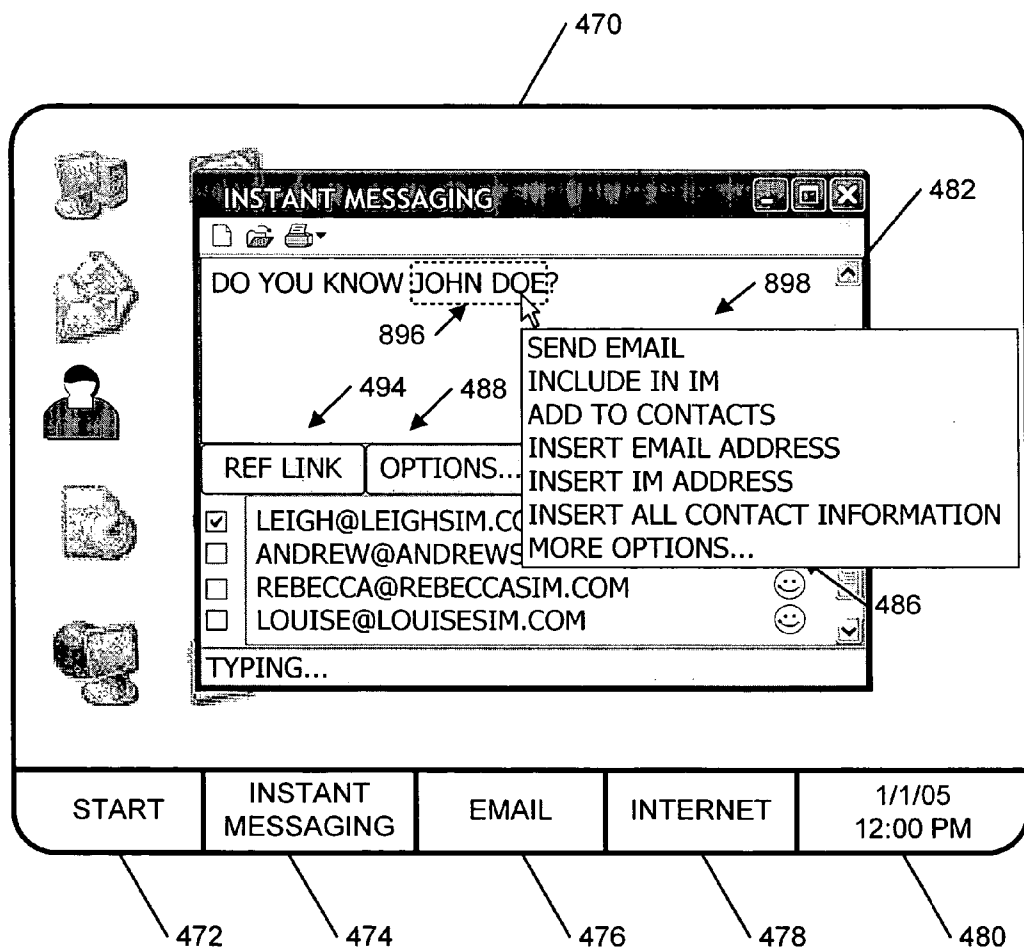 470
INSTANT MESSAGING
482
DO YOU KNOW JOHN DOE?
898
896
SEND EMAIL
INCLUDE IN IM
ADD TO CONTACTS
INSERT EMAIL ADDRESS
INSERT IM ADDRESS
INSERT ALL CONTACT INFORMATION
MORE OPTIONS...
494
488
REF LINK
OPTIONS...
LEIGH@LEIGHSIM.CO
ANDREW@ANDREWS
REBECCA@REBECCASIM.COM
LOUISE@LOUISESIM.COM
486
TYPING...
START
INSTANT
MESSAGING
EMAIL
INTERNET
1/1/05
12:00 PM
472
474
476
478
480